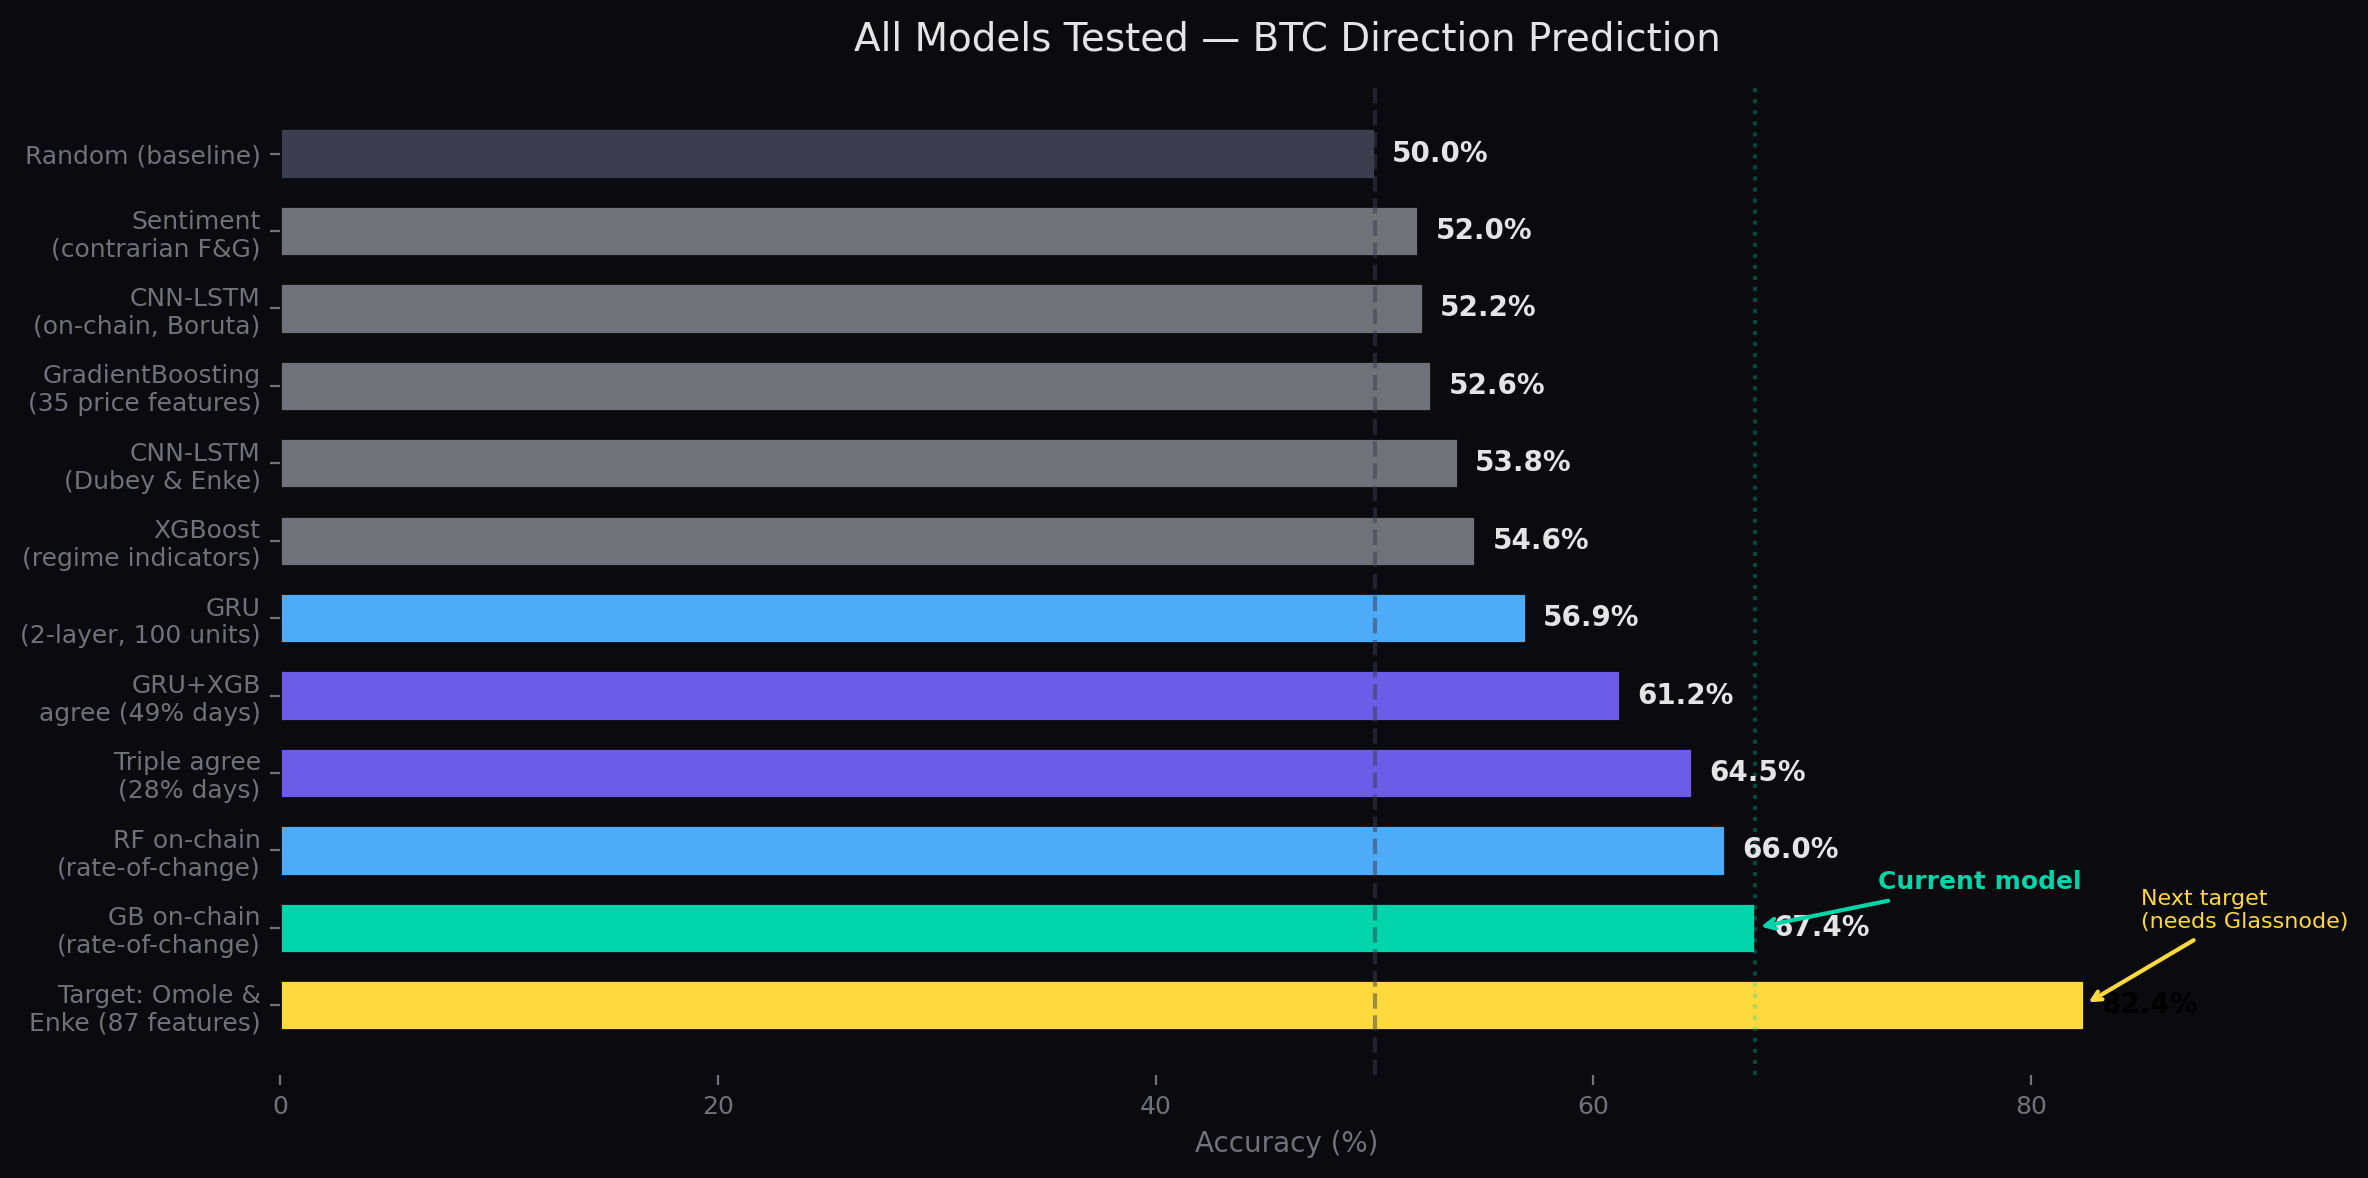 All Models Tested — BTC Direction Prediction
Random (baseline)
50.0%
Sentiment
(contrarian F&G)
52.0%
CNN-LSTM
(on-chain, Boruta)
52.2%
GradientBoosting
(35 price features)
52.6%
CNN-LSTM
(Dubey & Enke)
53.8%
XGBoost
(regime indicators)
54.6%
GRU
(2-layer, 100 units)
56.9%
GRU+XGB
agree (49% days)
61.2%
Triple agree
(28% days)
64.5%
RF on-chain
(rate-of-change)
66.0%
Current model
GB on-chain
(rate-of-change)
67.4%
Next target
(needs Glassnode)
Target: Omole &
Enke (87 features)
82.4%
0 20 40 60 80
Accuracy (%)